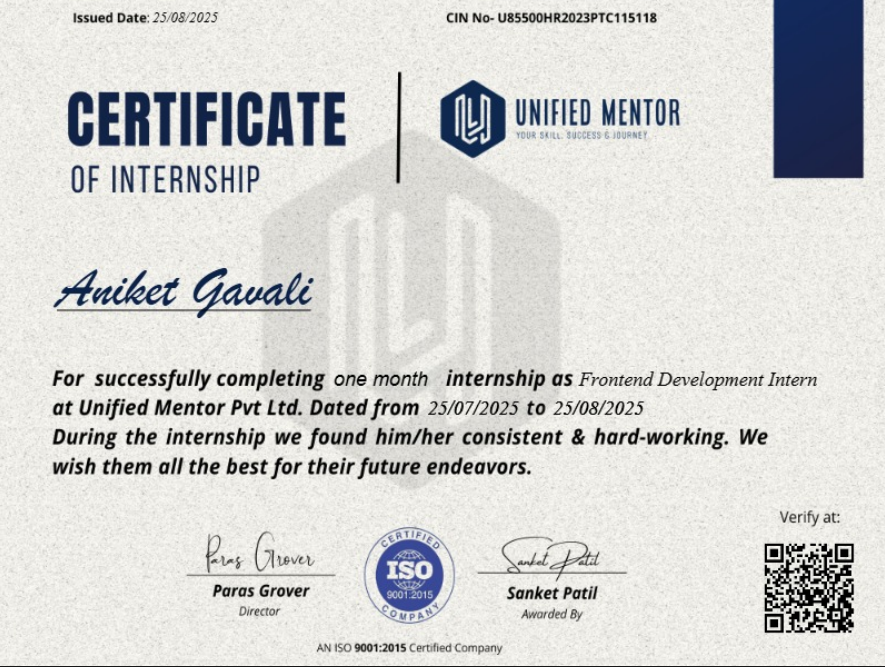 Issued Date: 25/08/2025
CIN No- U85500HR2023PTC115118
CERTIFICATE
OF INTERNSHIP
UNIFIED MENTOR
YOUR SKILL, SUCCESS & JOURNEY
Aniket Gavali
For successfully completing one month internship as Frontend Development Intern
at Unified Mentor Pvt Ltd. Dated from 25/07/2025 to 25/08/2025
During the internship we found him/her consistent & hard-working. We
wish them all the best for their future endeavors.
Verify at:
Paras Grover
Paras Grover
Director
CERTIFIED
ISO
9001:2015
COMPANY
Sanket Patil
Sanket Patil
Awarded By
AN ISO 9001:2015 Certified Company